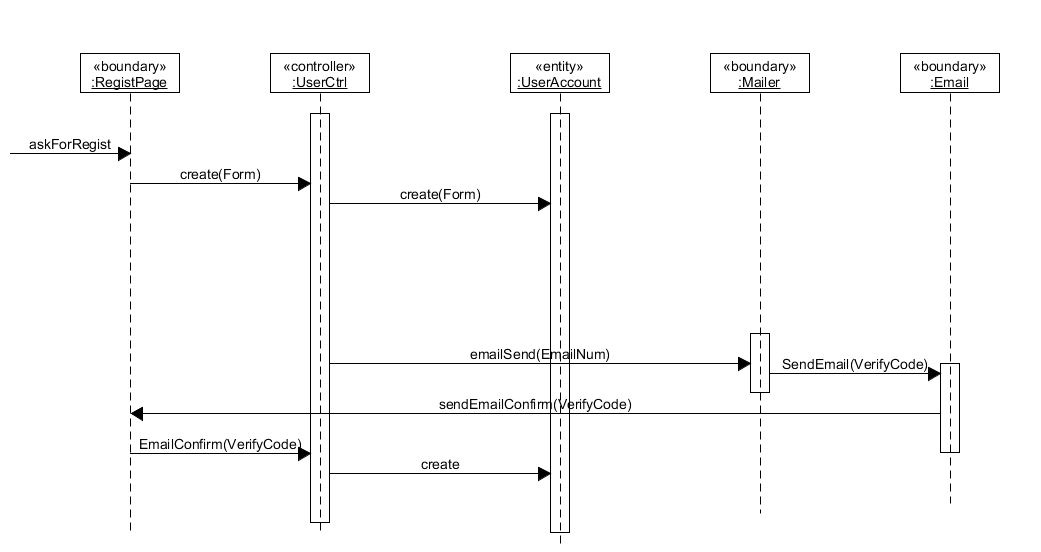 «boundary»
:RegistPage
«controller»
:UserCtrl
«entity»
:UserAccount
«boundary»
:Mailer
«boundary»
:Email
askForRegist
create(Form)
create(Form)
emailSend(EmailNum)
SendEmail(VerifyCode)
sendEmailConfirm(VerifyCode)
EmailConfirm(VerifyCode)
create